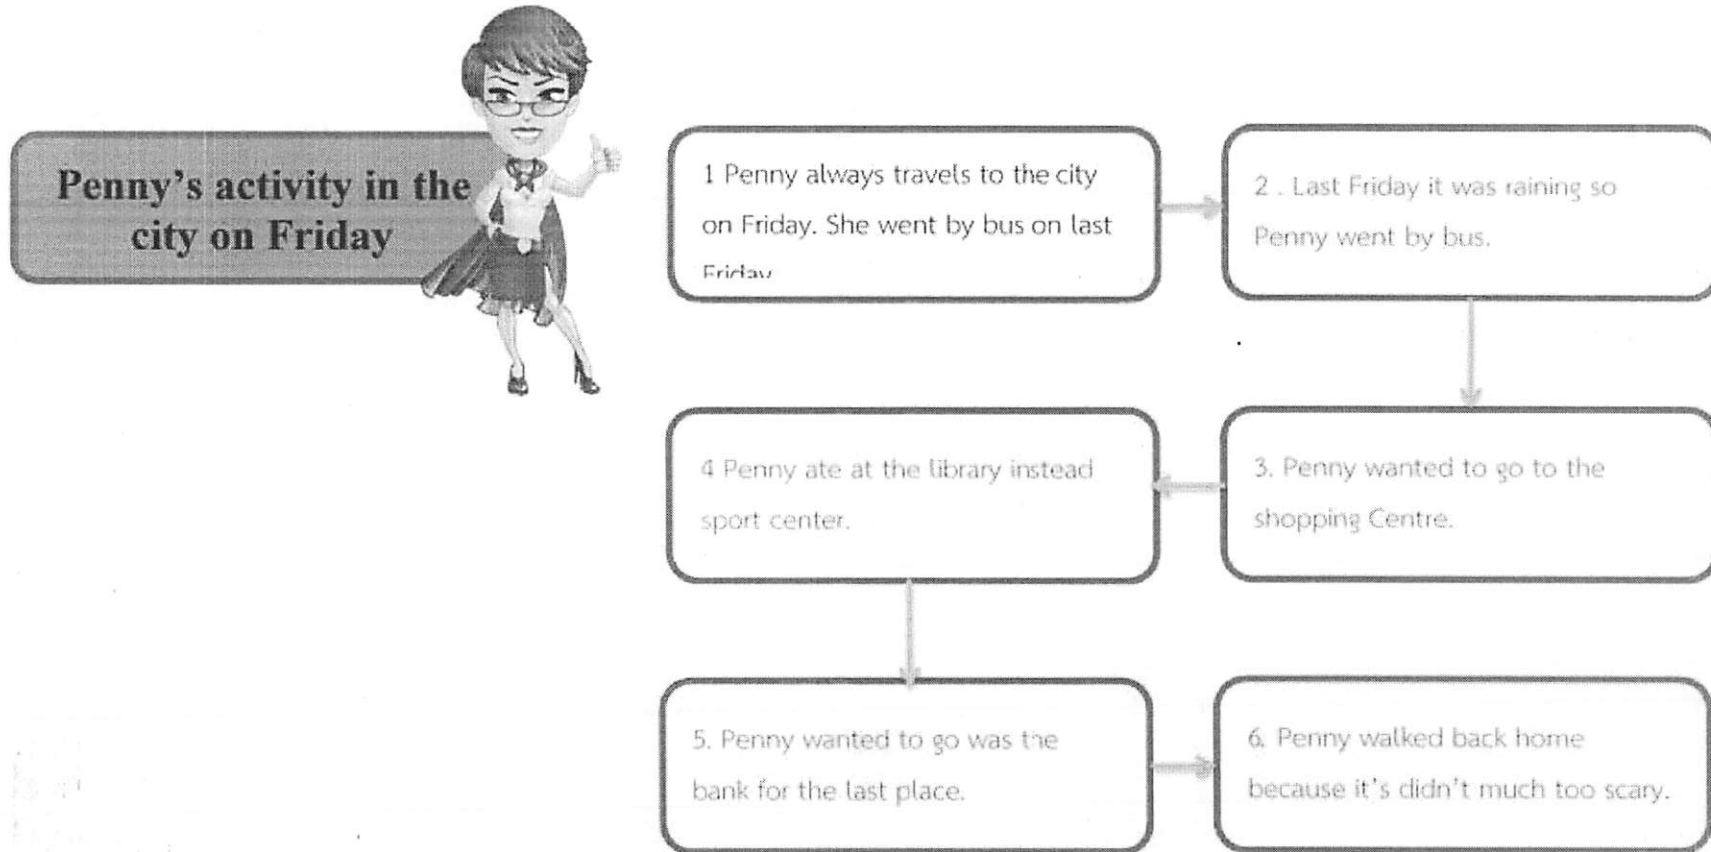 Penny's activity in the
city on Friday
1 Penny always travels to the city
on Friday. She went by bus on last
Friday
2 . Last Friday it was raining so
Penny went by bus.
3. Penny wanted to go to the
shopping Centre.
4 Penny ate at the library instead
sport center.
5. Penny wanted to go was the
bank for the last place.
6. Penny walked back home
because it's didn't much too scary.